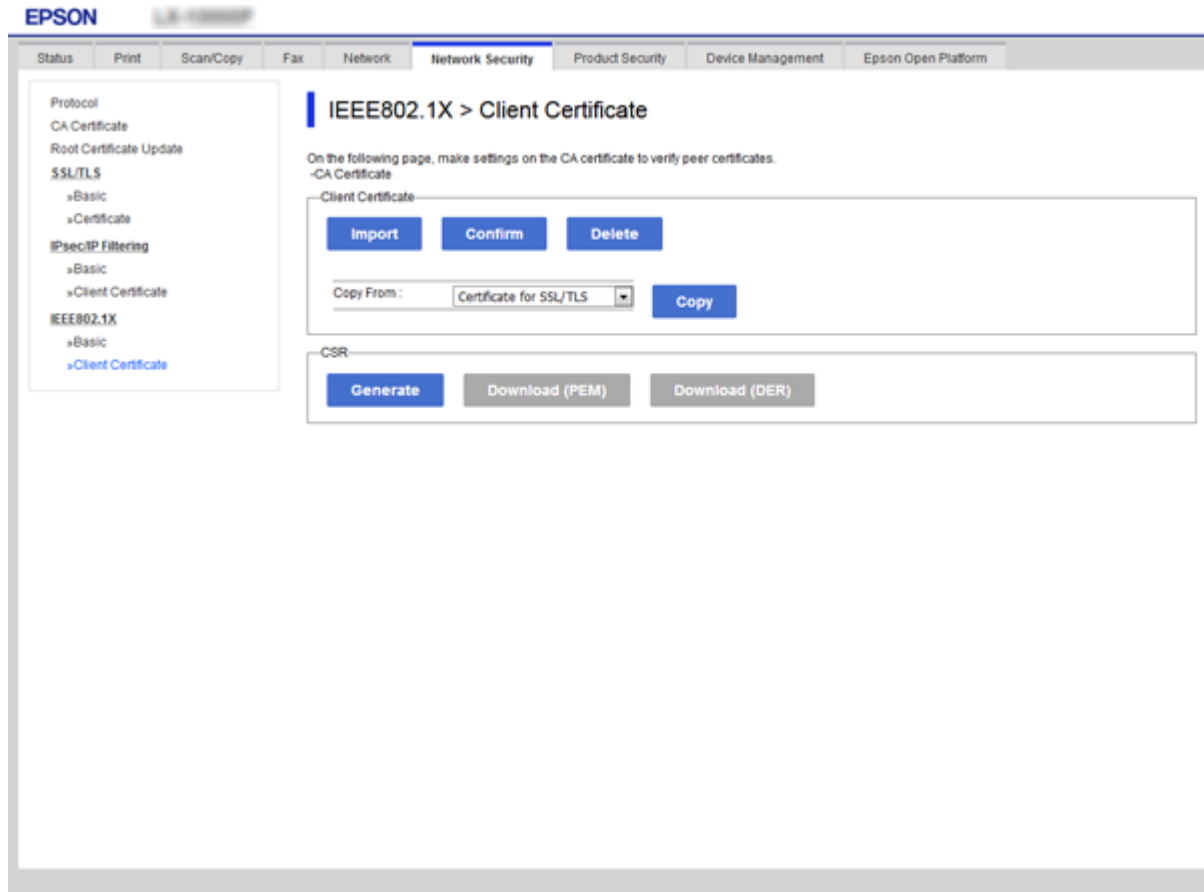 EPSON
Status Print Scan/Copy Fax Network Network Security Product Security Device Management Epson Open Platform
Protocol
CA Certificate
Root Certificate Update
SSL/TLS
»Basic
»Certificate
IPsec/IP Filtering
»Basic
»Client Certificate
IEEE802.1X
»Basic
»Client Certificate
IEEE802.1X > Client Certificate
On the following page, make settings on the CA certificate to verify peer certificates.
-CA Certificate
Client Certificate
Import Confirm Delete
Copy From : Certificate for SSL/TLS Copy
CSR
Generate Download (PEM) Download (DER)